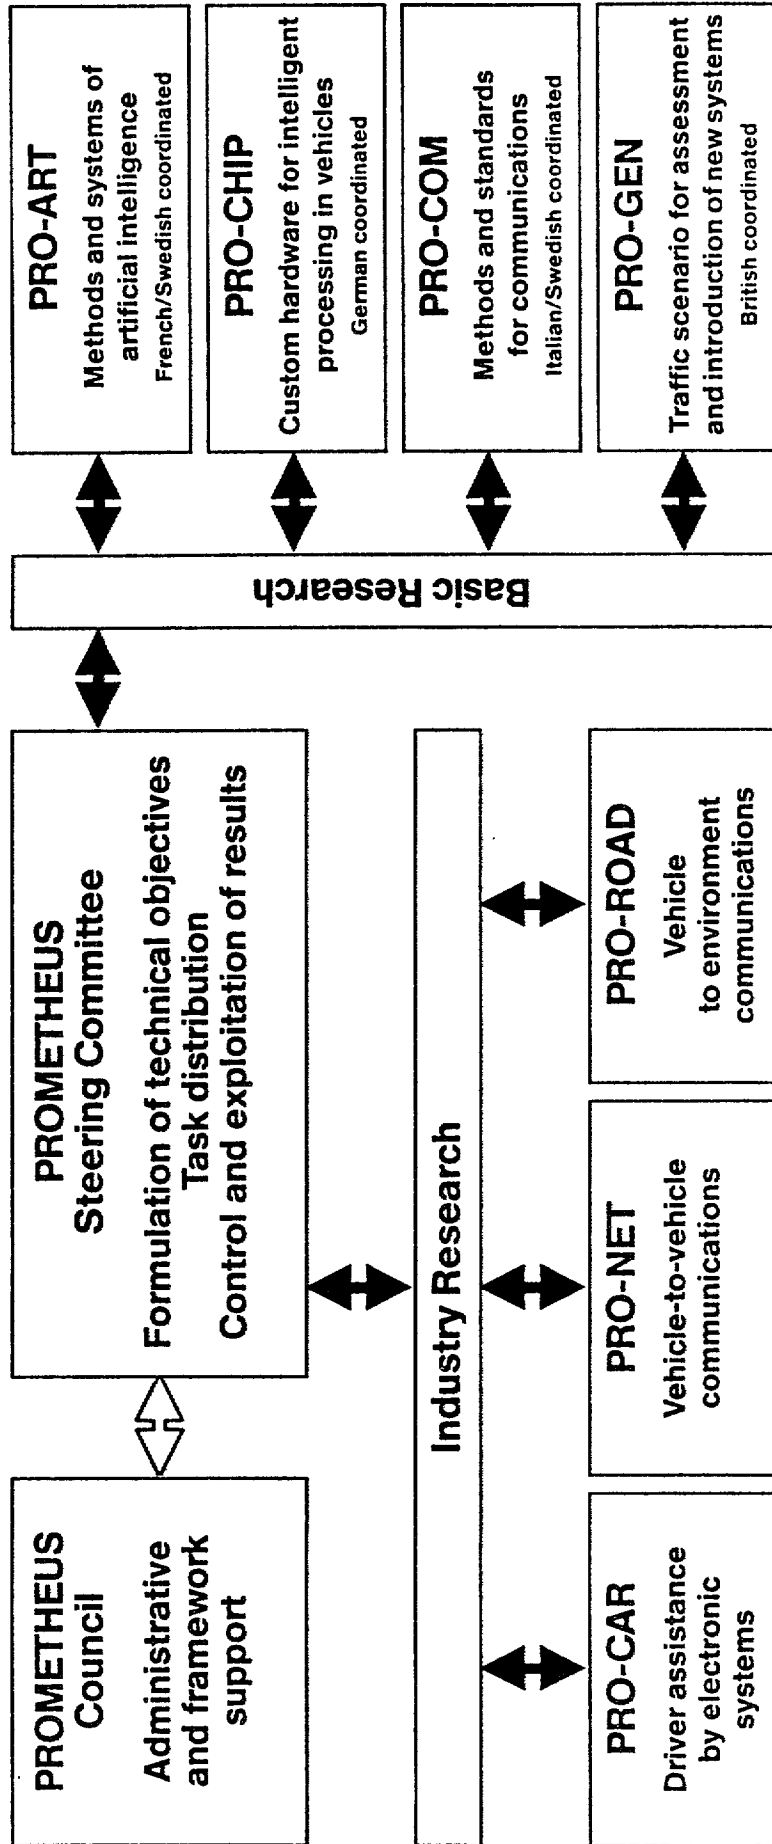 PROMETHEUS
Council
Administrative
and framework
support
PROMETHEUS
Steering Committee
Formulation of technical objectives
Task distribution
Control and exploitation of results
Industry Research
PRO-CAR
Driver assistance
by electronic
systems
PRO-NET
Vehicle-to-vehicle
communications
PRO-ROAD
Vehicle
to environment
communications
Basic Research
PRO-ART
Methods and systems of
artificial intelligence
French/Swedish coordinated
PRO-CHIP
Custom hardware for intelligent
processing in vehicles
German coordinated
PRO-COM
Methods and standards
for communications
Italian/Swedish coordinated
PRO-GEN
Traffic scenario for assessment
and introduction of new systems
British coordinated